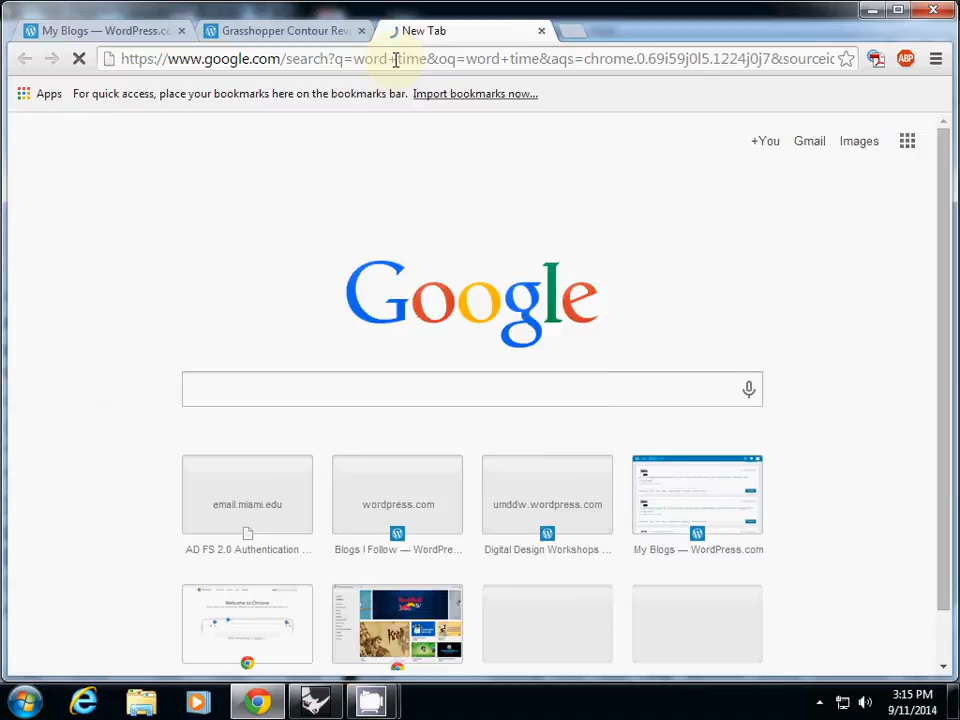 My Blogs — WordPress.c
Grasshopper Contour Rev
New Tab
https://www.google.com/search?q=word+time&oq=word+time&aqs=chrome.0.69i59j0l5.1224j0j7&sourceid
Apps
For quick access, place your bookmarks here on the bookmarks bar.
Import bookmarks now...
+You
Gmail
Images
Google
email.miami.edu
wordpress.com
umddw.wordpress.com
AD FS 2.0 Authentication ...
Blogs I Follow — WordPre...
Digital Design Workshops ...
My Blogs — WordPress.com
Welcome to Chrome
3:15 PM
9/11/2014